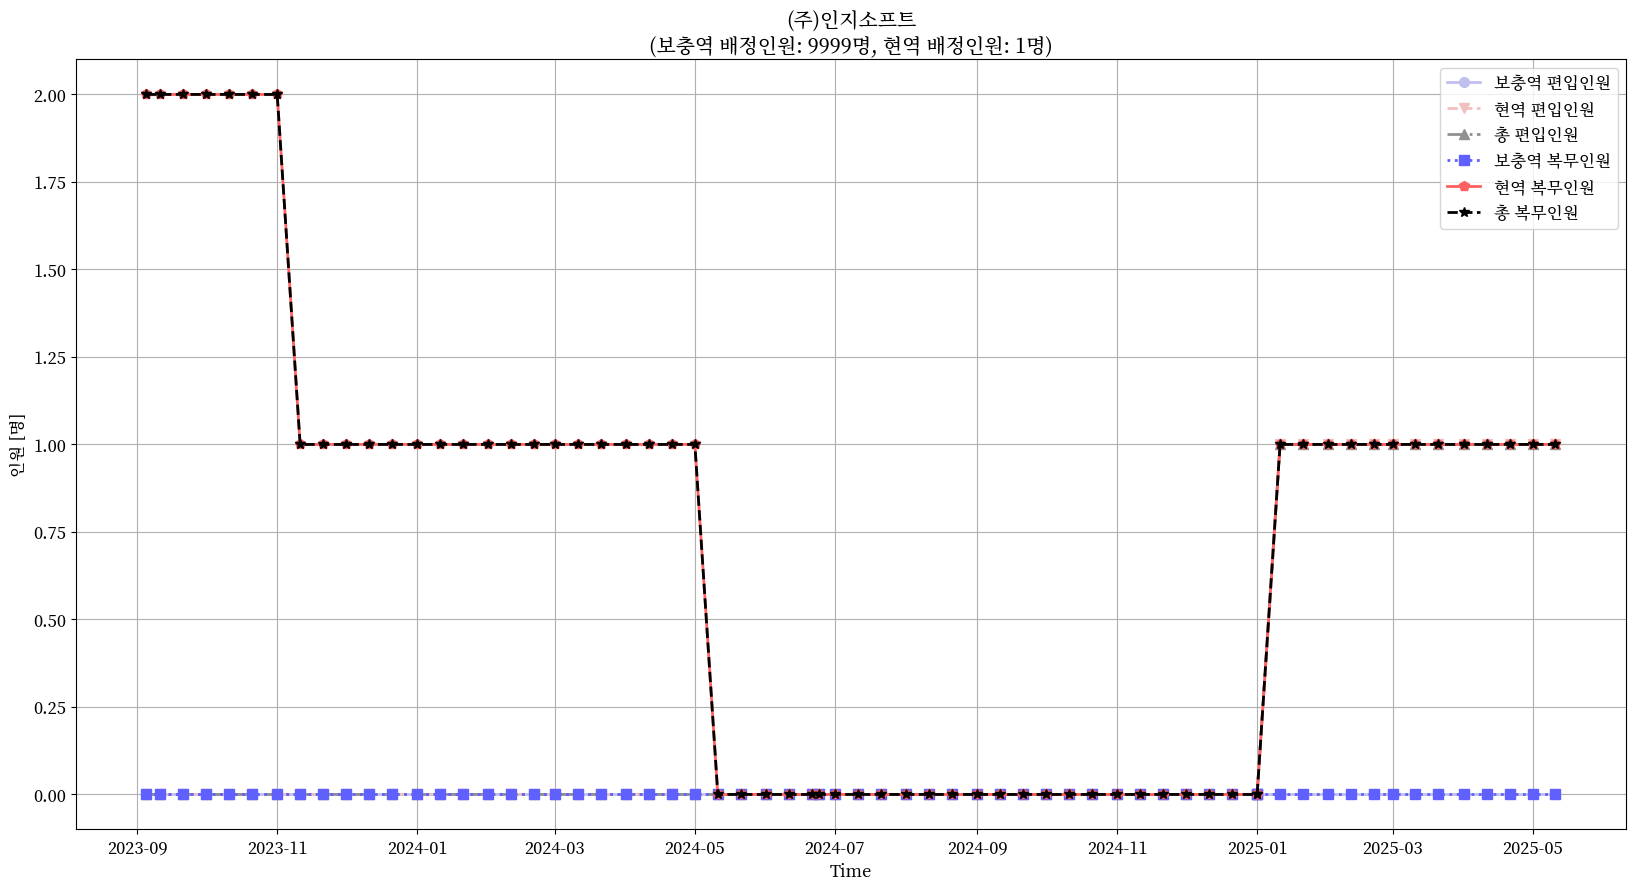 (주)인지소프트
(보충역 배정인원: 9999명, 현역 배정인원: 1명)
보충역 편입인원
현역 편입인원
총 편입인원
보충역 복무인원
현역 복무인원
총 복무인원
인원 [명]
2.00
1.75
1.50
1.25
1.00
0.75
0.50
0.25
0.00
2023-09
2023-11
2024-01
2024-03
2024-05
2024-07
2024-09
2024-11
2025-01
2025-03
2025-05
Time